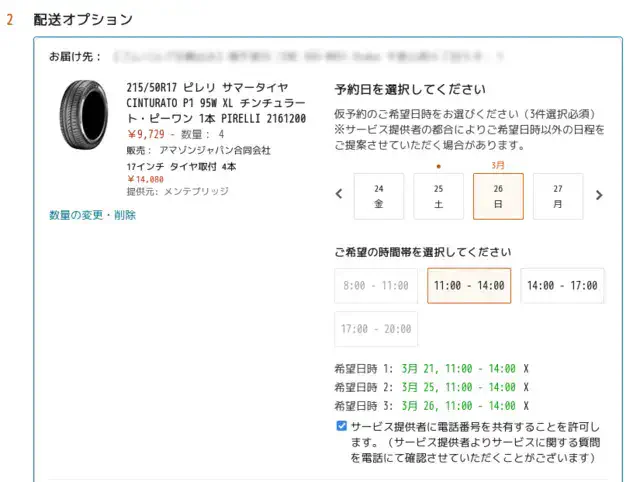 2 配送オプション
お届け先：
215/50R17 ピレリ サマータイヤ
CINTURATO P1 95W XL チンチュラー
ト・ピーワン 1本 PIRELLI 2161200
￥9,729 - 数量： 4
販売： アマゾンジャパン合同会社
17インチ タイヤ取付 4本
￥14,080
提供元: メンテブリッジ
数量の変更・削除
予約日を選択してください
仮予約のご希望日時をお選びください（3件選択必須）
※サービス提供者の都合によりご希望日時以外の日程を
ご提案させていただく場合があります。
3月
24 25 26 27
金 土 日 月
ご希望の時間帯を選択してください
8:00 - 11:00 11:00 - 14:00 14:00 - 17:00
17:00 - 20:00
希望日時 1: 3月 21, 11:00 - 14:00 X
希望日時 2: 3月 25, 11:00 - 14:00 X
希望日時 3: 3月 26, 11:00 - 14:00 X
サービス提供者に電話番号を共有することを許可し
ます。（サービス提供者よりサービスに関する質問
を電話にて確認させていただくことがございます）